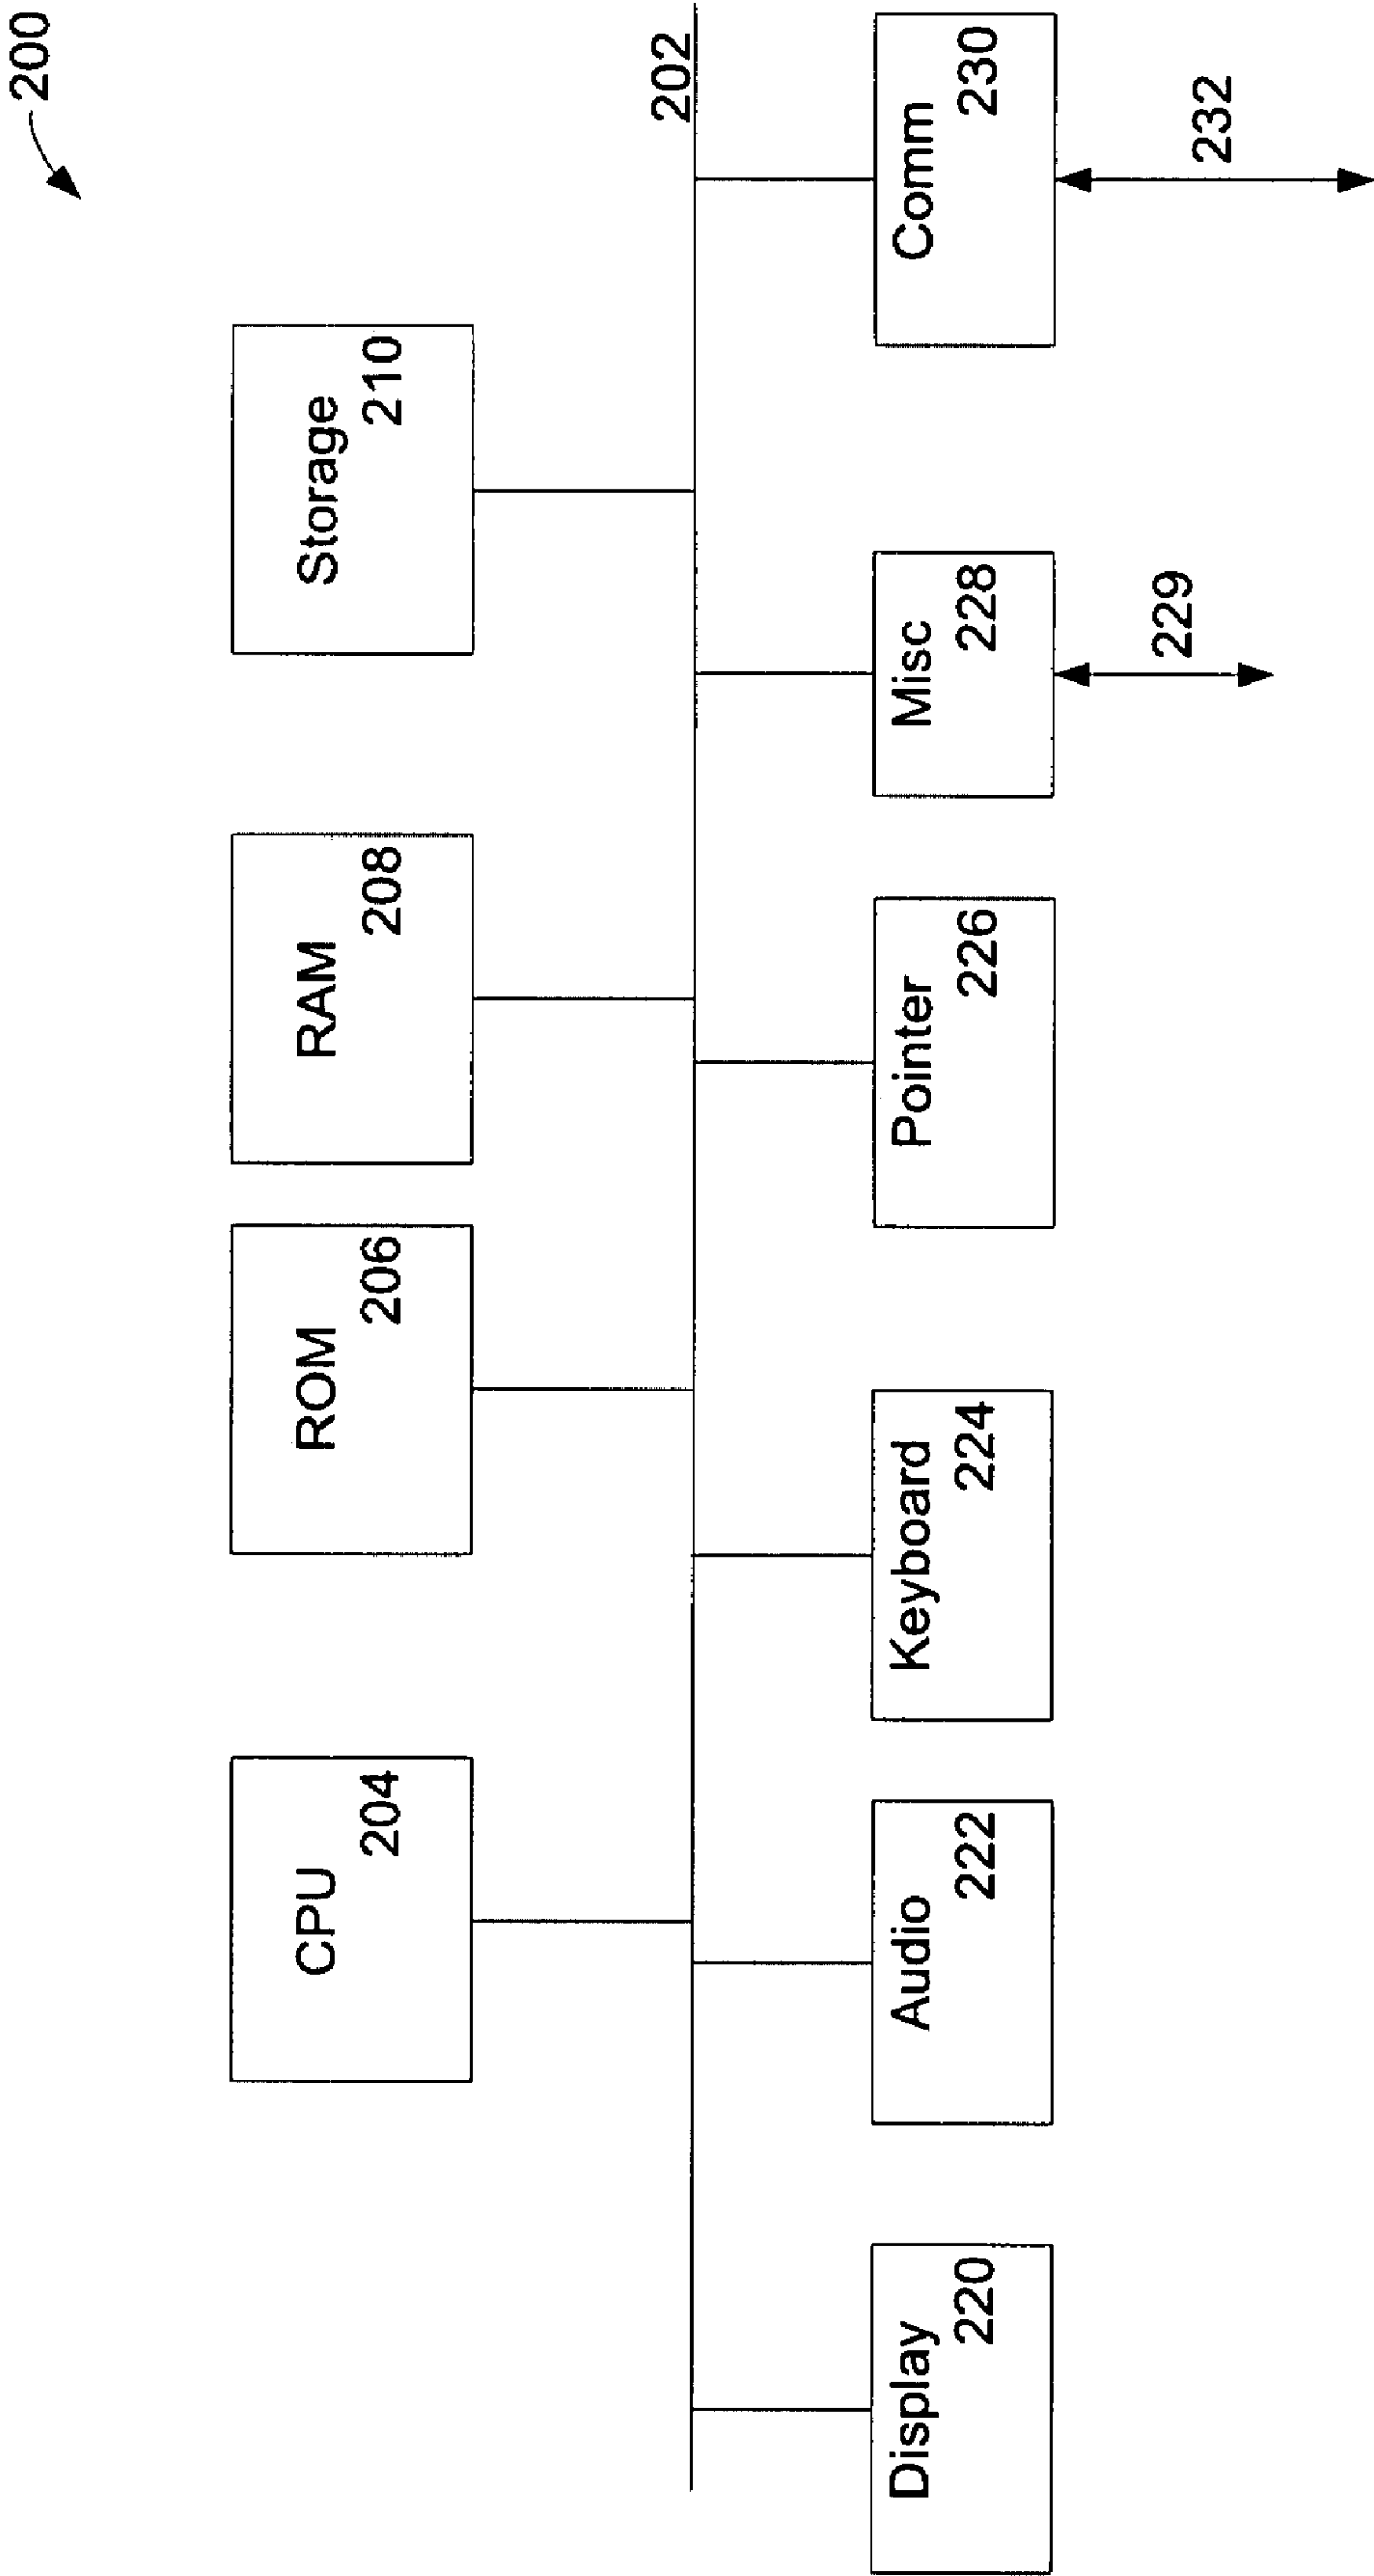 200
CPU
204
ROM
206
RAM
208
Storage
210
202
Display
220
Audio
222
Keyboard
224
Pointer
226
Misc
228
Comm
230
229
232